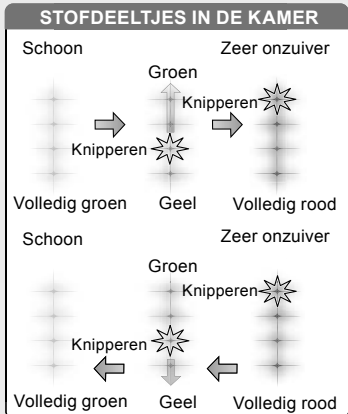 STOFDEELTJES IN DE KAMER
Schoon Zeer onzuiver
Groen
Knipperen
Knipperen
Volledig groen Geel Volledig rood
Schoon Zeer onzuiver
Groen
Knipperen
Knipperen
Volledig groen Geel Volledig rood